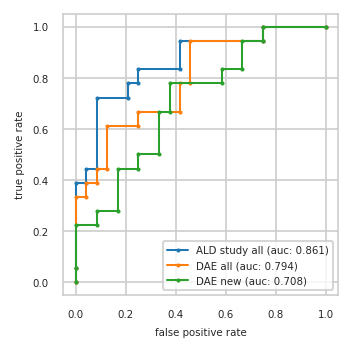 1.0
0.8
0.6
0.4
0.2
0.0
true positive rate
ALD study all (auc: 0.861)
DAE all (auc: 0.794)
DAE new (auc: 0.708)
0.0 0.2 0.4 0.6 0.8 1.0
false positive rate